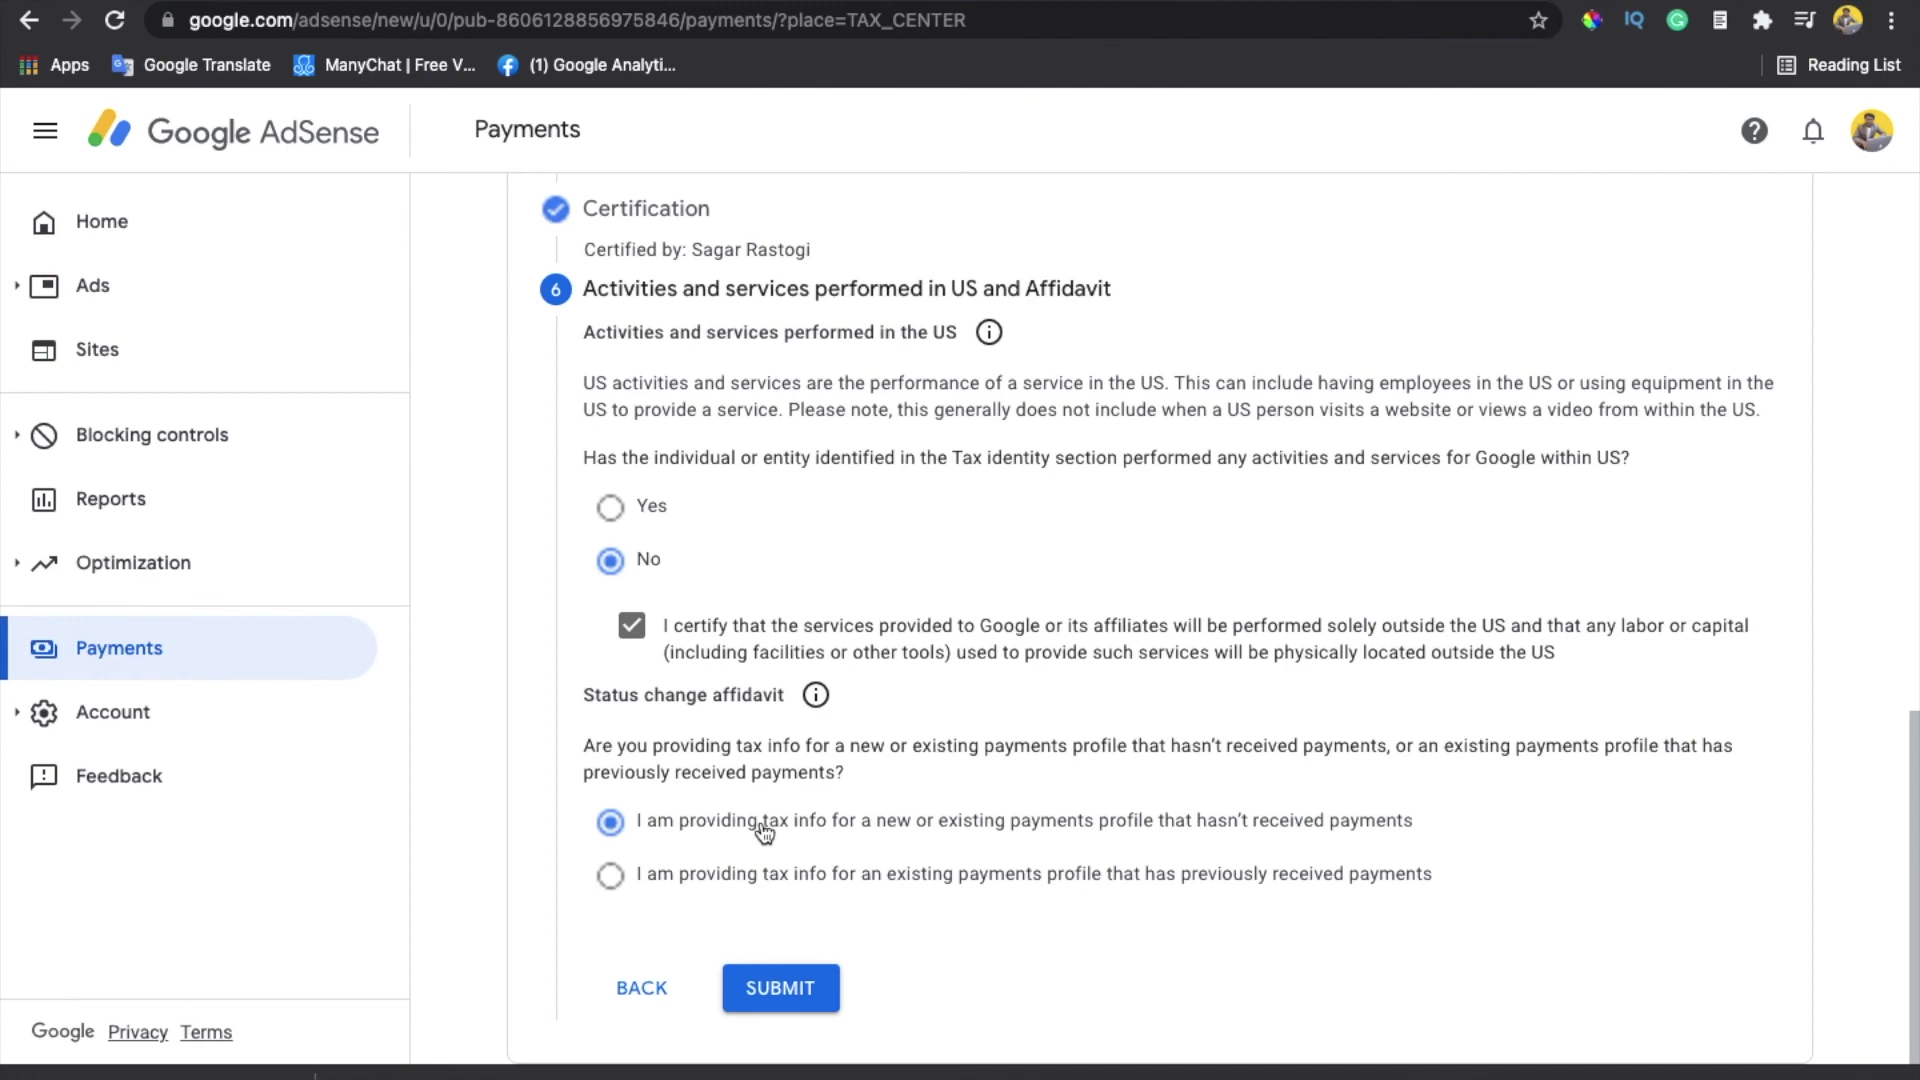 google.com/adsense/new/u/0/pub-8606128856975846/payments/?place=TAX_CENTER
IQ
G
Apps
Google Translate
ManyChat | Free V...
(1) Google Analyti...
Reading List
Google AdSense
Payments
Home
Ads
Sites
Blocking controls
Reports
Optimization
Payments
Account
Feedback
Google Privacy Terms
Certification
Certified by: Sagar Rastogi
6 Activities and services performed in US and Affidavit
Activities and services performed in the US
US activities and services are the performance of a service in the US. This can include having employees in the US or using equipment in the
US to provide a service. Please note, this generally does not include when a US person visits a website or views a video from within the US.
Has the individual or entity identified in the Tax identity section performed any activities and services for Google within US?
Yes
No
I certify that the services provided to Google or its affiliates will be performed solely outside the US and that any labor or capital
(including facilities or other tools) used to provide such services will be physically located outside the US
Status change affidavit
Are you providing tax info for a new or existing payments profile that hasn't received payments, or an existing payments profile that has
previously received payments?
I am providing tax info for a new or existing payments profile that hasn't received payments
I am providing tax info for an existing payments profile that has previously received payments
BACK
SUBMIT